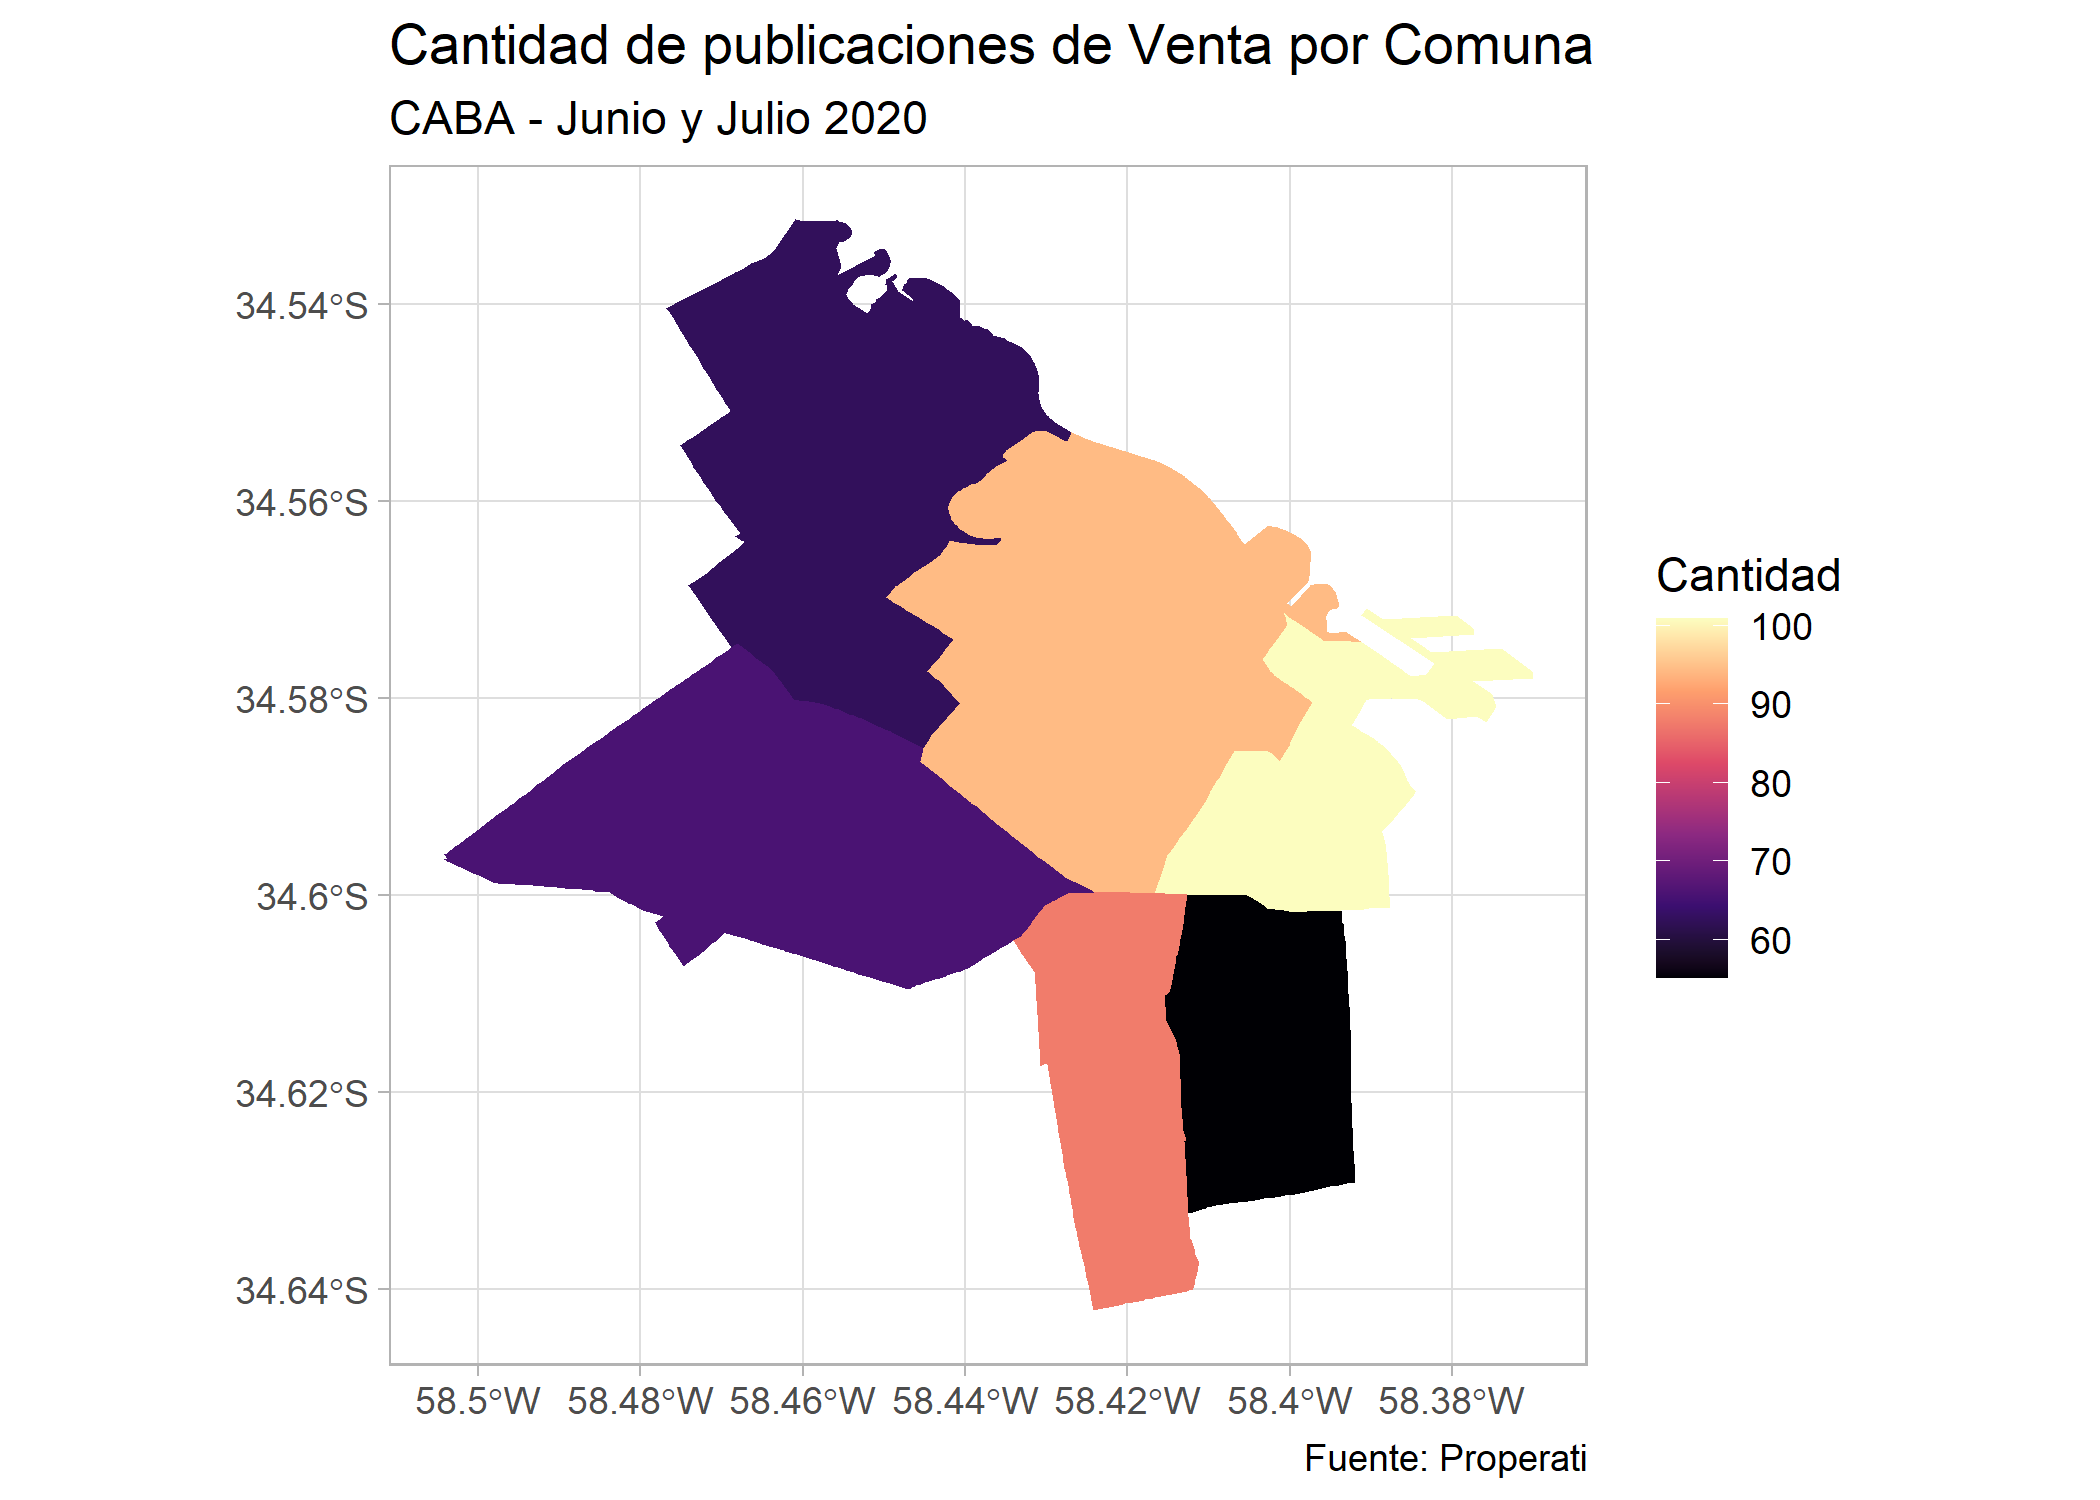 Cantidad de publicaciones de Venta por Comuna
CABA - Junio y Julio 2020
34.54°S
34.56°S
34.58°S
34.6°S
34.62°S
34.64°S
58.5°W 58.48°W 58.46°W 58.44°W 58.42°W 58.4°W 58.38°W
Cantidad
100
90
80
70
60
Fuente: Properati